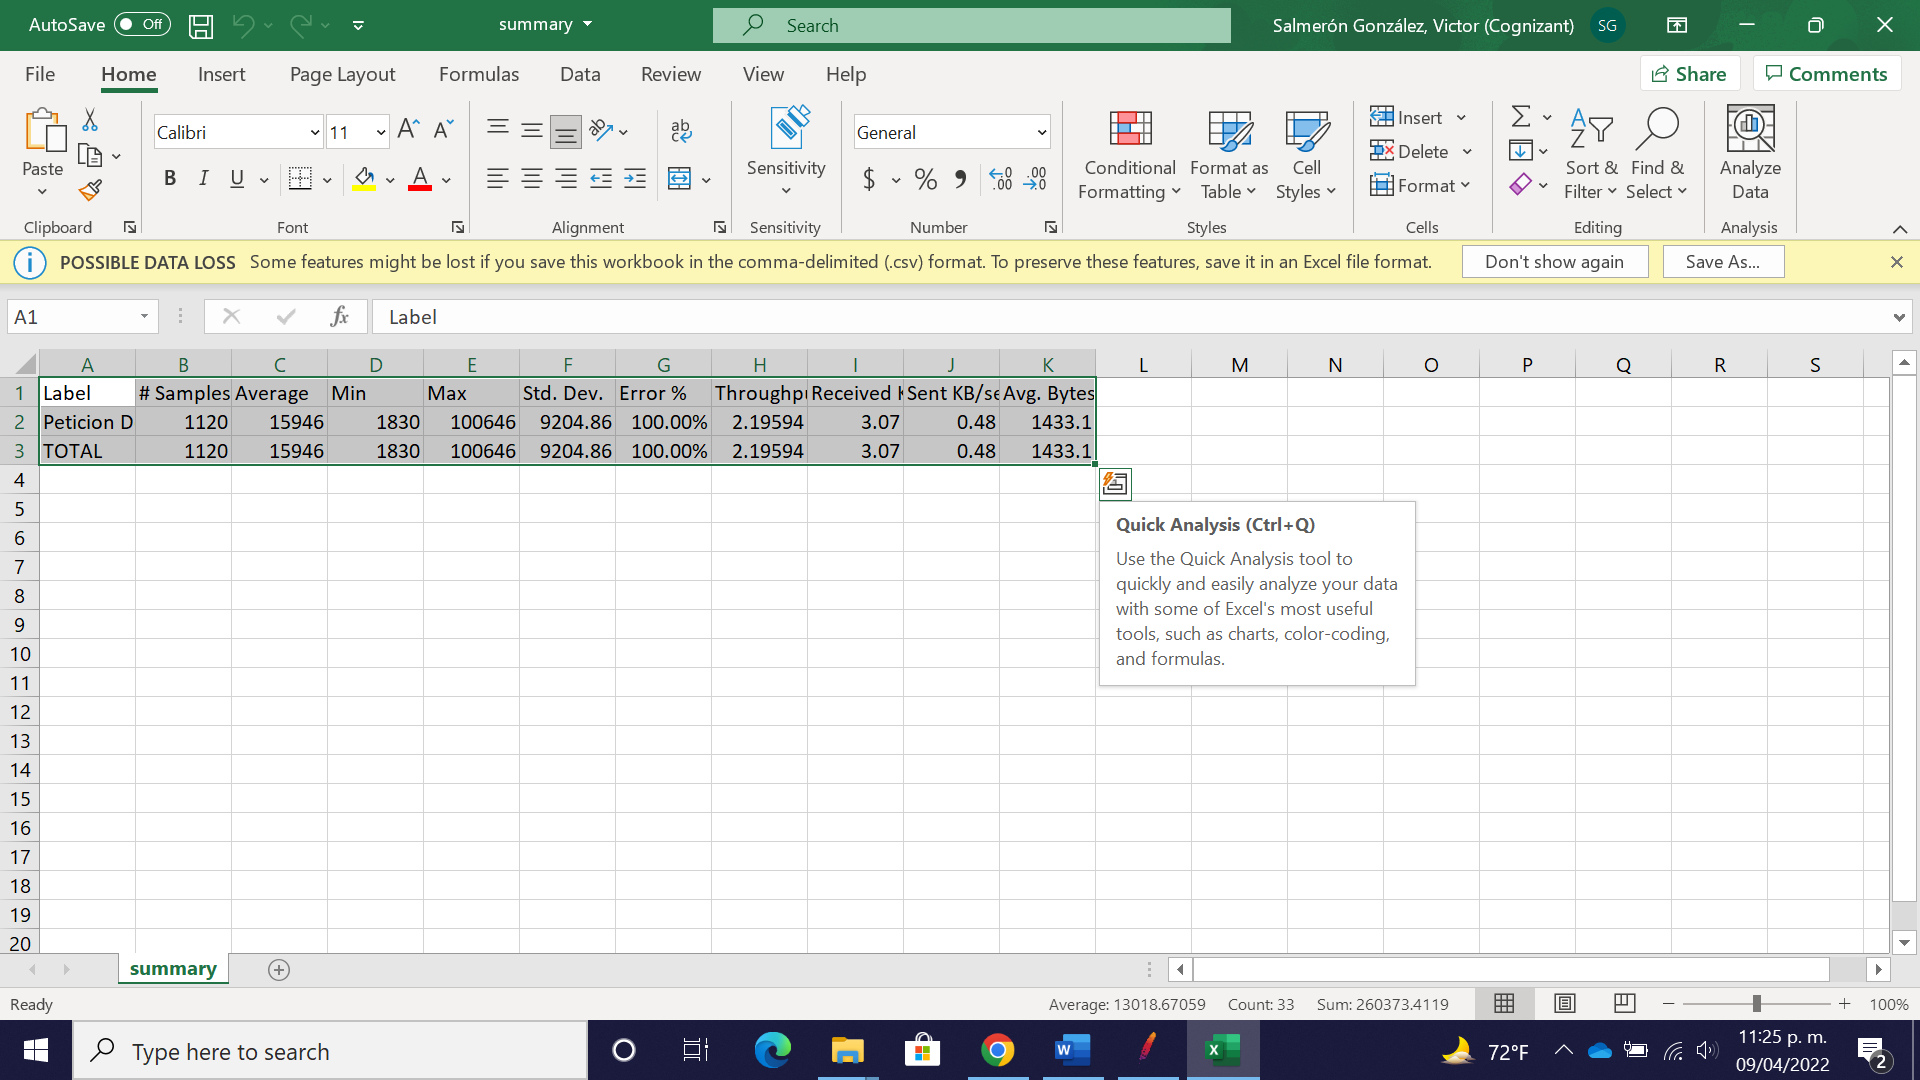 AutoSave Off summary Search Salmerón González, Victor (Cognizant) SG
File Home Insert Page Layout Formulas Data Review View Help Share Comments
Paste
Clipboard
Calibri 11
B I U A
Font
ab
Alignment
Sensitivity
Sensitivity
General
$ % ,
Number
Conditional Formatting
Format as Table
Cell Styles
Styles
Insert
Delete
Format
Cells
Sort & Filter
Find & Select
Editing
Analyze Data
Analysis
POSSIBLE DATA LOSS Some features might be lost if you save this workbook in the comma-delimited (.csv) format. To preserve these features, save it in an Excel file format. Don't show again Save As...
A1 fx Label
A B C D E F G H I J K L M N O P Q R S
1 Label # Samples Average Min Max Std. Dev. Error % Throughpu Received K Sent KB/se Avg. Bytes
2 Peticion D 1120 15946 1830 100646 9204.86 100.00% 2.19594 3.07 0.48 1433.1
3 TOTAL 1120 15946 1830 100646 9204.86 100.00% 2.19594 3.07 0.48 1433.1
4
5
6
7
8
9
10
11
12
13
14
15
16
17
18
19
20
Quick Analysis (Ctrl+Q)
Use the Quick Analysis tool to
quickly and easily analyze your data
with some of Excel's most useful
tools, such as charts, color-coding,
and formulas.
summary
Ready Average: 13018.67059 Count: 33 Sum: 260373.4119 100%
Type here to search 72°F 11:25 p. m.
09/04/2022 2